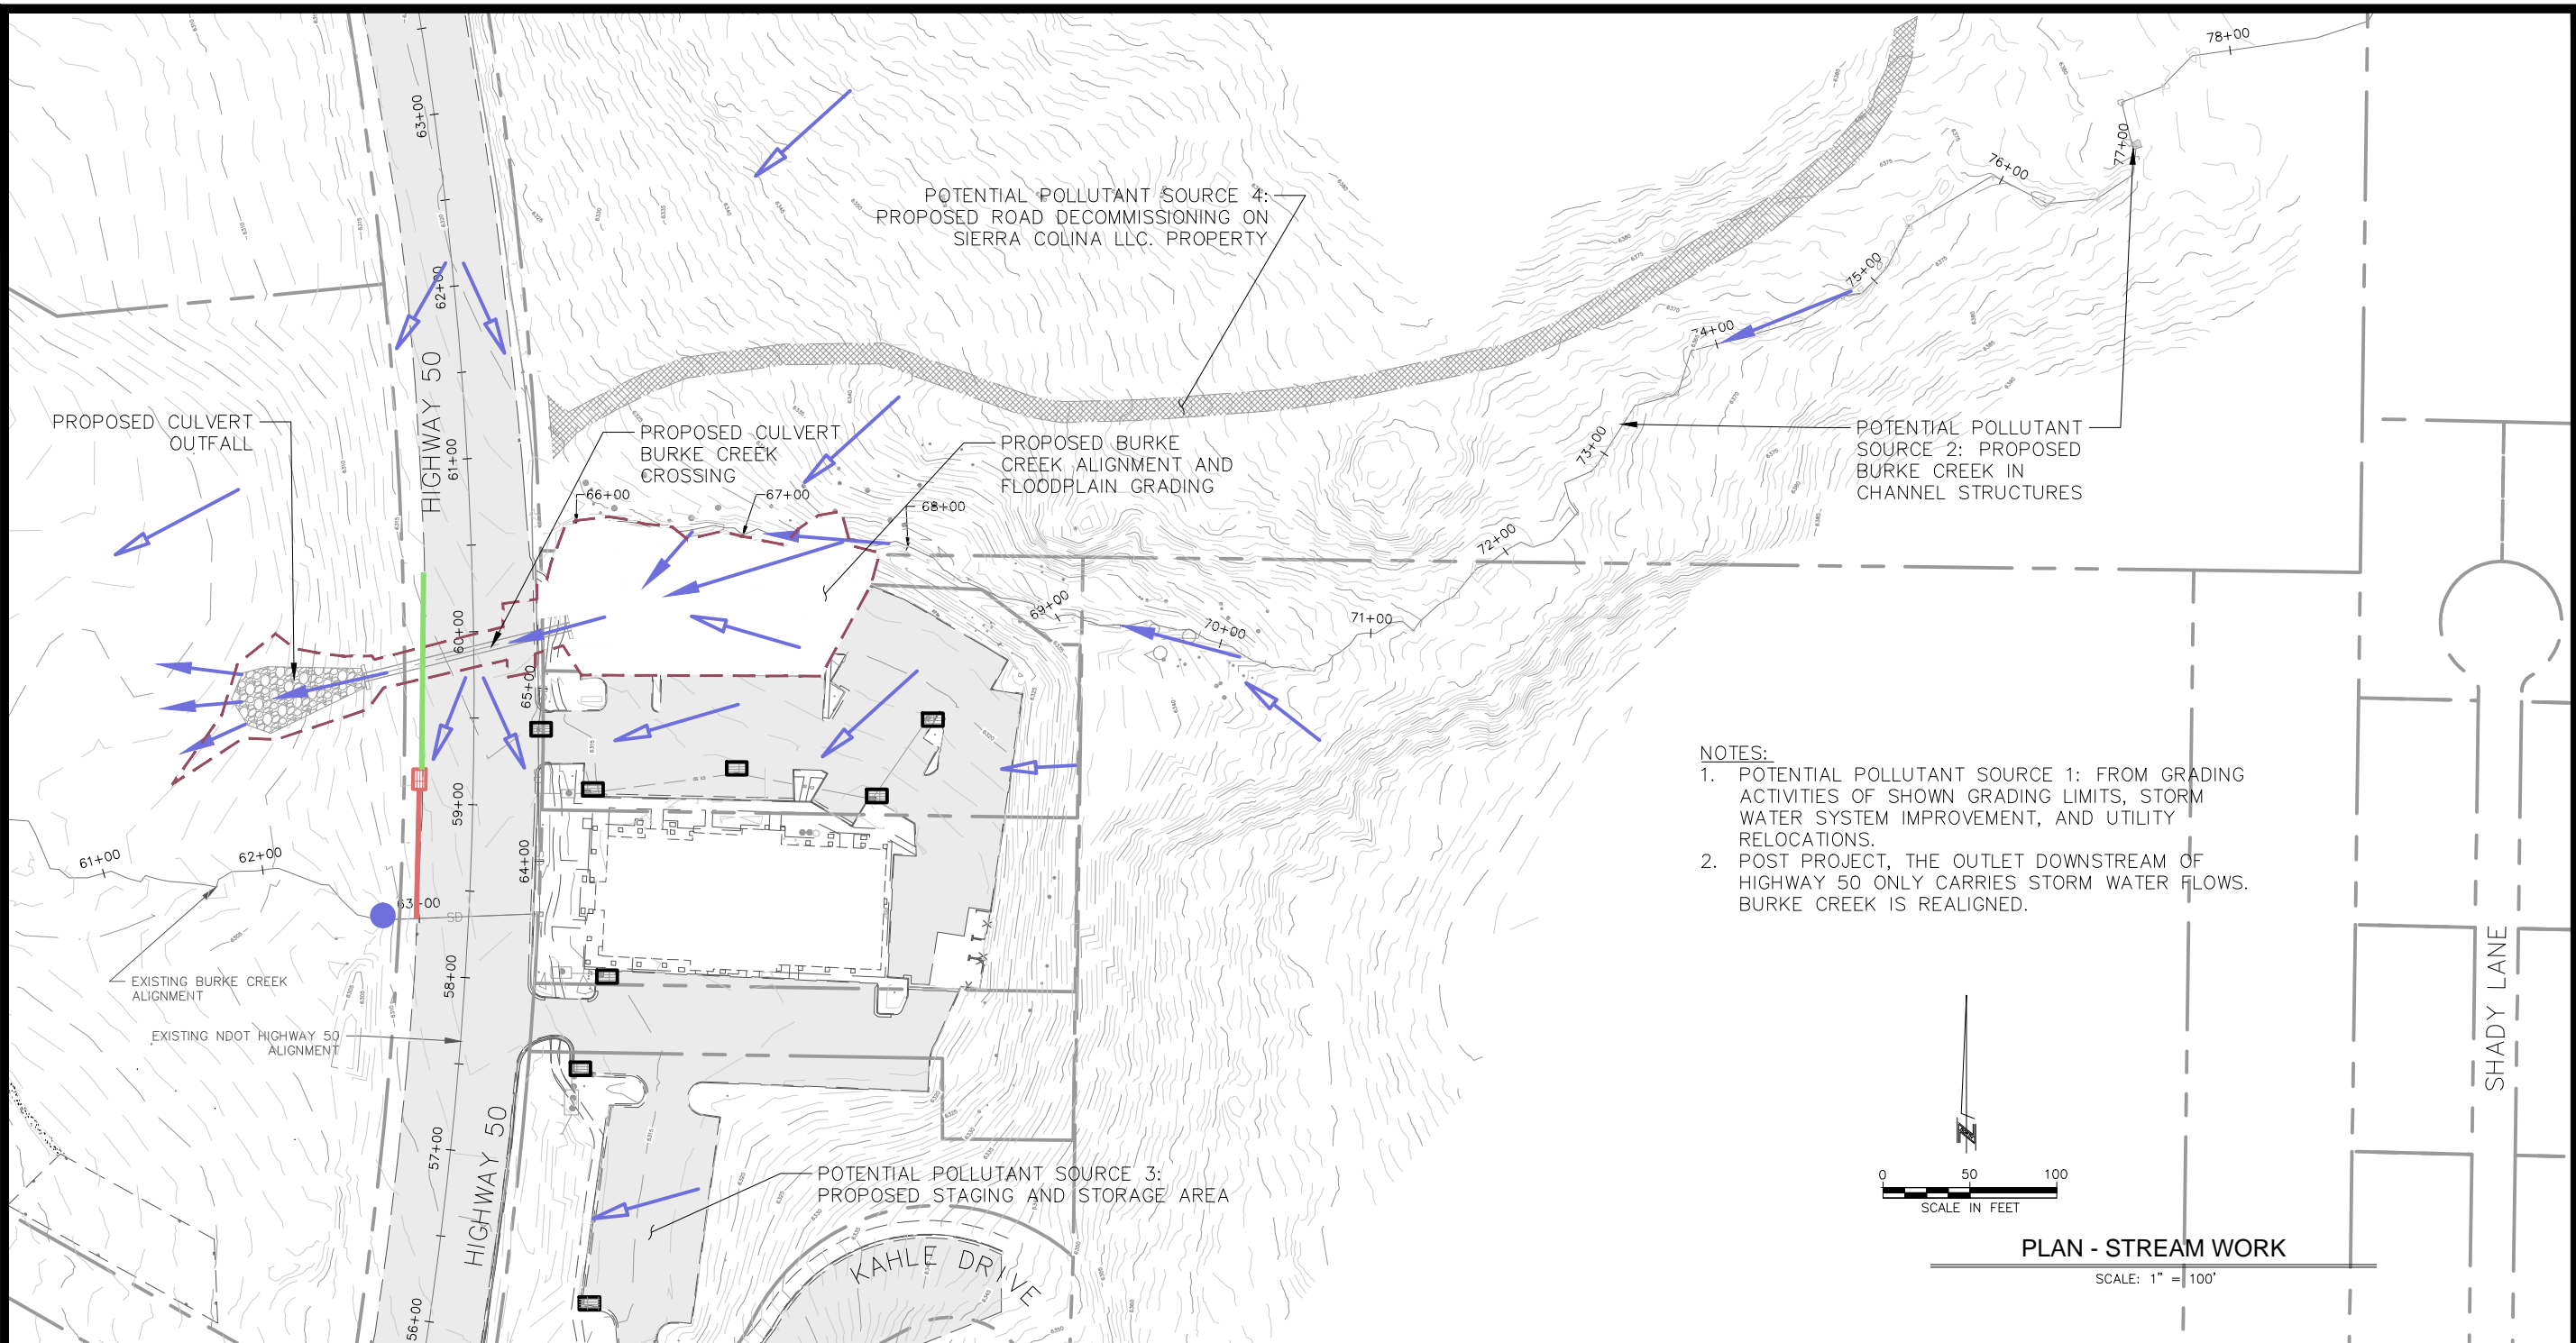 78+00
63+00
77+00
76+00
POTENTIAL POLLUTANT SOURCE 4:
PROPOSED ROAD DECOMMISSIONING ON
SIERRA COLINA LLC. PROPERTY
62+00
75+00
74+00
HIGHWAY 50
PROPOSED CULVERT
OUTFALL
61+00
PROPOSED CULVERT
BURKE CREEK
CROSSING
PROPOSED BURKE
CREEK ALIGNMENT AND
FLOODPLAIN GRADING
73+00
POTENTIAL POLLUTANT
SOURCE 2: PROPOSED
BURKE CREEK IN
CHANNEL STRUCTURES
66+00
67+00
68+00
72+00
69+00
70+00
71+00
60+00
65+00
59+00
64+00
NOTES:
1. POTENTIAL POLLUTANT SOURCE 1: FROM GRADING
ACTIVITIES OF SHOWN GRADING LIMITS, STORM
WATER SYSTEM IMPROVEMENT, AND UTILITY
RELOCATIONS.
2. POST PROJECT, THE OUTLET DOWNSTREAM OF
HIGHWAY 50 ONLY CARRIES STORM WATER FLOWS.
BURKE CREEK IS REALIGNED.
61+00
62+00
63+00
SD
58+00
EXISTING BURKE CREEK
ALIGNMENT
EXISTING NDOT HIGHWAY 50
ALIGNMENT
SHADY LANE
57+00
HIGHWAY 50
POTENTIAL POLLUTANT SOURCE 3:
PROPOSED STAGING AND STORAGE AREA
N
0 50 100
SCALE IN FEET
KAHLE DRIVE
PLAN - STREAM WORK
SCALE: 1" = 100'
56+00